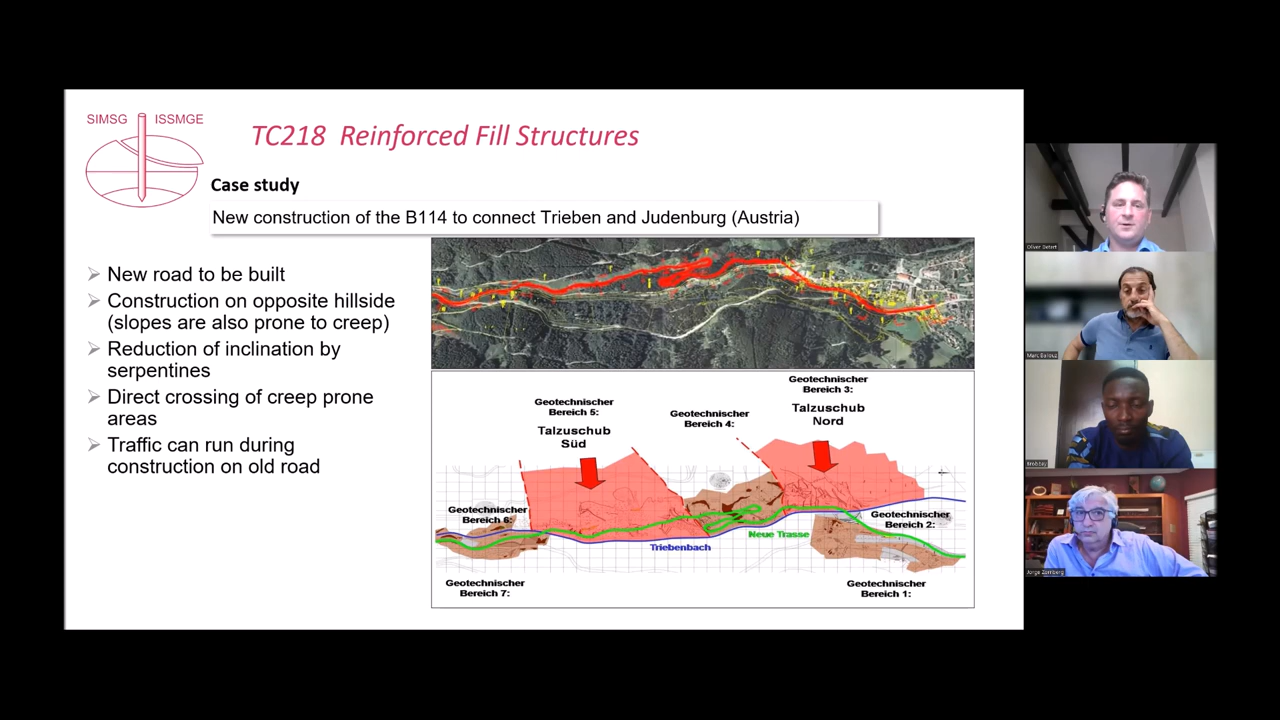 SIMSG ISSMGE
TC218 Reinforced Fill Structures
Case study
New construction of the B114 to connect Trieben and Judenburg (Austria)
New road to be built
Construction on opposite hillside
(slopes are also prone to creep)
Reduction of inclination by
serpentines
Direct crossing of creep prone
areas
Traffic can run during
construction on old road
Geotechnischer
Bereich 5:
Talzuschub
Süd
Geotechnischer
Bereich 4:
Geotechnischer
Bereich 3:
Talzuschub
Nord
Geotechnischer
Bereich 6:
Triebenbach
Neue Trasse
Geotechnischer
Bereich 2:
Geotechnischer
Bereich 7:
Geotechnischer
Bereich 1:
Oliver Detert
Jorge Zornberg